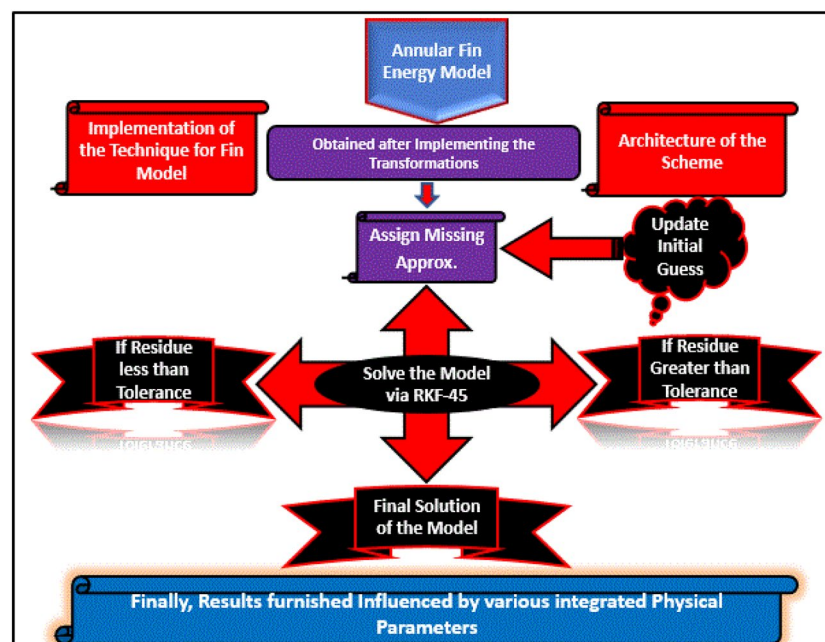 Annular Fin
Energy Model
Implementation of
the Technique for Fin
Model
Obtained after Implementing the
Transformations
Architecture of the
Scheme
Assign Missing
Approx.
Update
Initial
Guess
If Residue
less than
Tolerance
Solve the Model
via RKF-45
If Residue
Greater than
Tolerance
Final Solution
of the Model
Finally, Results furnished Influenced by various integrated Physical
Parameters